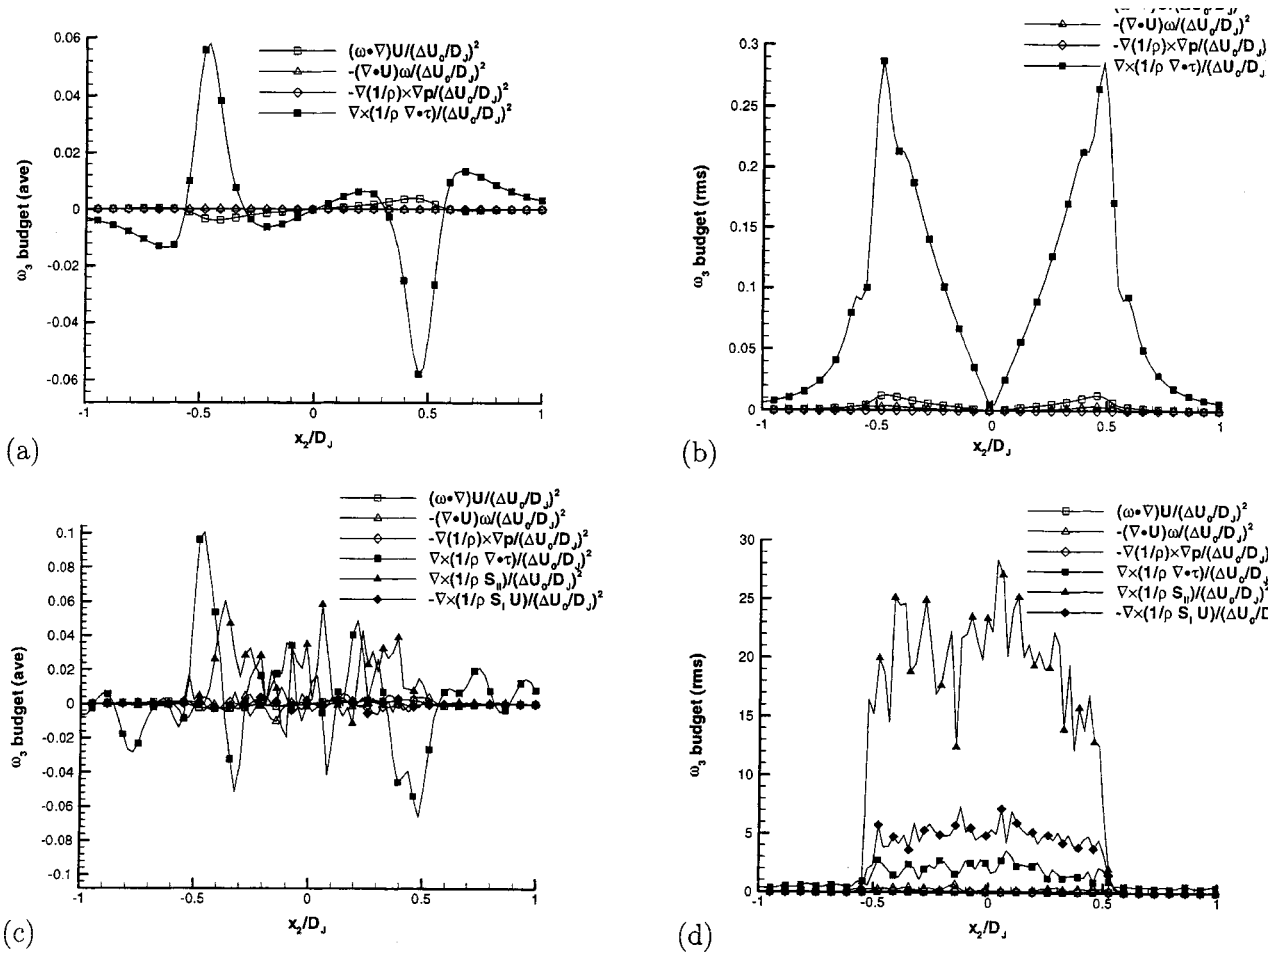 0.06
0.04
0.02
0
-0.02
-0.04
-0.06
ω₃ budget (ave)
(ω•∇)U/(ΔU₀/D_J)²
-(∇•U)ω/(ΔU₀/D_J)²
-∇(1/ρ)×∇p/(ΔU₀/D_J)²
∇×(1/ρ ∇•τ)/(ΔU₀/D_J)²
-1 -0.5 0 0.5 1
x₂/D_J
(a)
-(∇•U)ω/(ΔU₀/D_J)²
-∇(1/ρ)×∇p/(ΔU₀/D_J)
∇×(1/ρ ∇•τ)/(ΔU₀/D_J
0.3
0.25
0.2
0.15
0.1
0.05
0
ω₃ budget (rms)
-1 -0.5 0 0.5 1
x₂/D_J
(b)
(ω•∇)U/(ΔU₀/D_J)²
-(∇•U)ω/(ΔU₀/D_J)²
-∇(1/ρ)×∇p/(ΔU₀/D_J)²
∇×(1/ρ ∇•τ)/(ΔU₀/D_J)²
∇×(1/ρ S_II)/(ΔU₀/D_J)²
-∇×(1/ρ S_I U)/(ΔU₀/D_J)²
0.1
0.08
0.06
0.04
0.02
0
-0.02
-0.04
-0.06
-0.08
-0.1
ω₃ budget (ave)
-1 -0.5 0 0.5 1
x₂/D_J
(c)
(ω•∇)U/(ΔU₀/D_J)²
-(∇•U)ω/(ΔU₀/D_J)²
-∇(1/ρ)×∇p/(ΔU₀/D_J)
∇×(1/ρ ∇•τ)/(ΔU₀/D_J
∇×(1/ρ S_II)/(ΔU₀/D_J)²
-∇×(1/ρ S_I U)/(ΔU₀/D
30
25
20
15
10
5
0
ω₃ budget (rms)
-1 -0.5 0 0.5 1
x₂/D_J
(d)